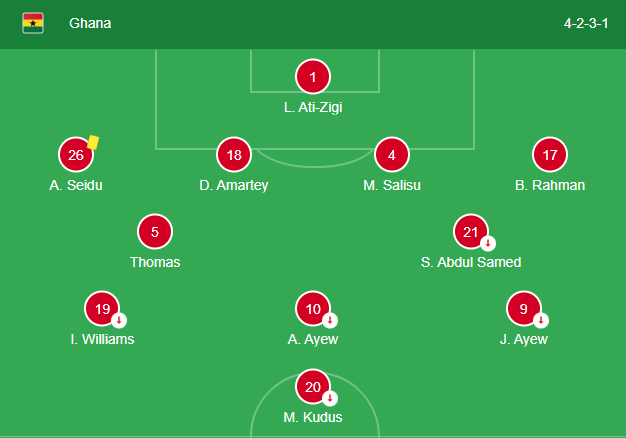 Ghana 4-2-3-1
1
L. Ati-Zigi
26 18 4 17
A. Seidu D. Amartey M. Salisu B. Rahman
5 21
Thomas S. Abdul Samed
19 10 9
I. Williams A. Ayew J. Ayew
20
M. Kudus